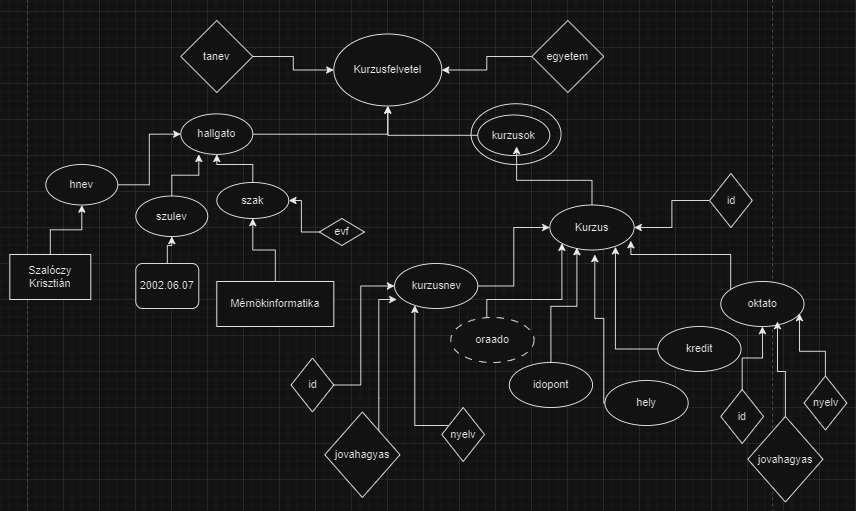 tanev
Kurzusfelvetel
egyetem
hallgato
kurzusok
hnev
szulev
szak
evf
Kurzus
id
Szalóczy
Krisztián
2002.06.07
Mérnökinformatika
kurzusnev
oktato
oraado
kredit
id
idopont
hely
id
nyelv
jovahagyas
nyelv
jovahagyas